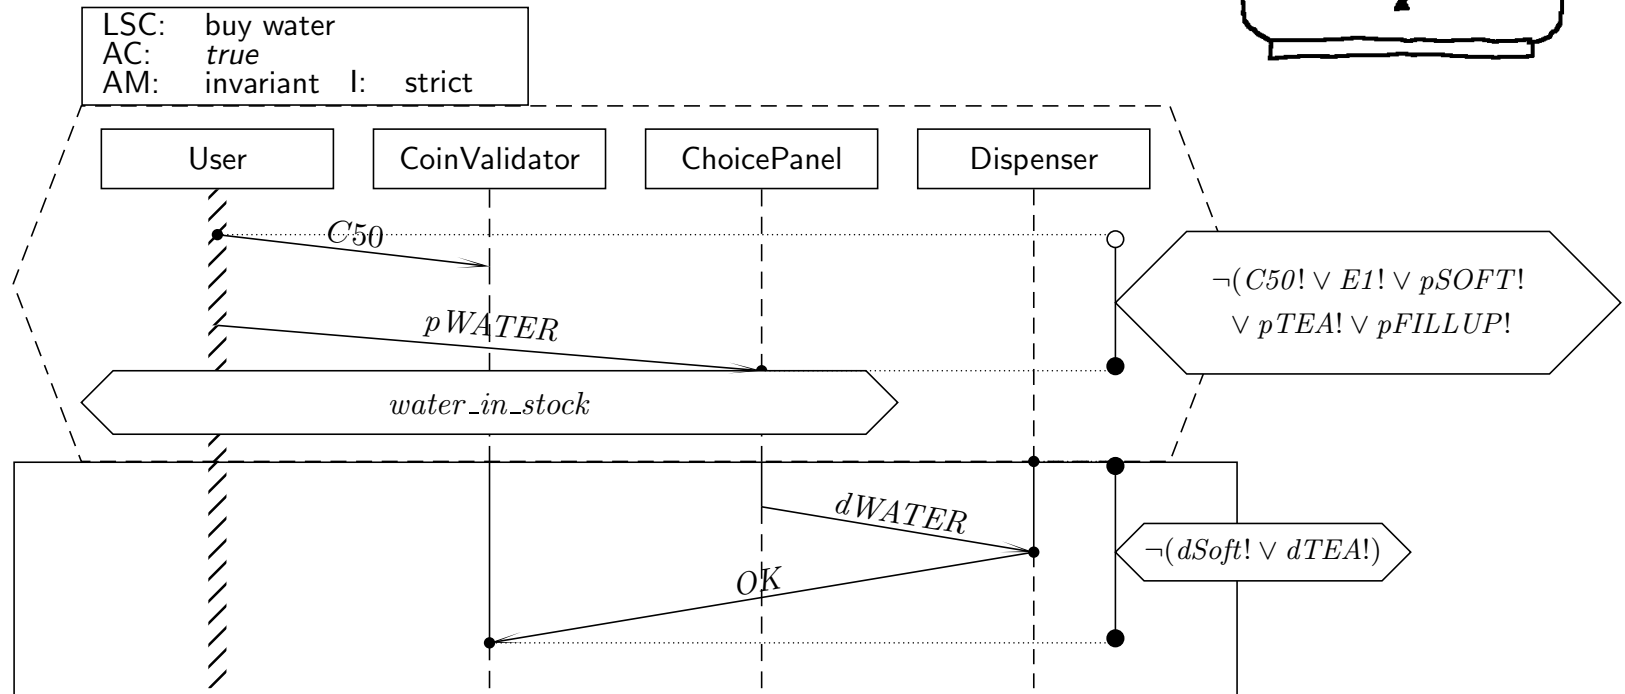 LSC: buy water
AC: true
AM: invariant I: strict
User
CoinValidator
ChoicePanel
Dispenser
C50
¬(C50! ∨ E1! ∨ pSOFT!
∨ pTEA! ∨ pFILLUP!
pWATER
water_in_stock
dWATER
¬(dSoft! ∨ dTEA!)
OK